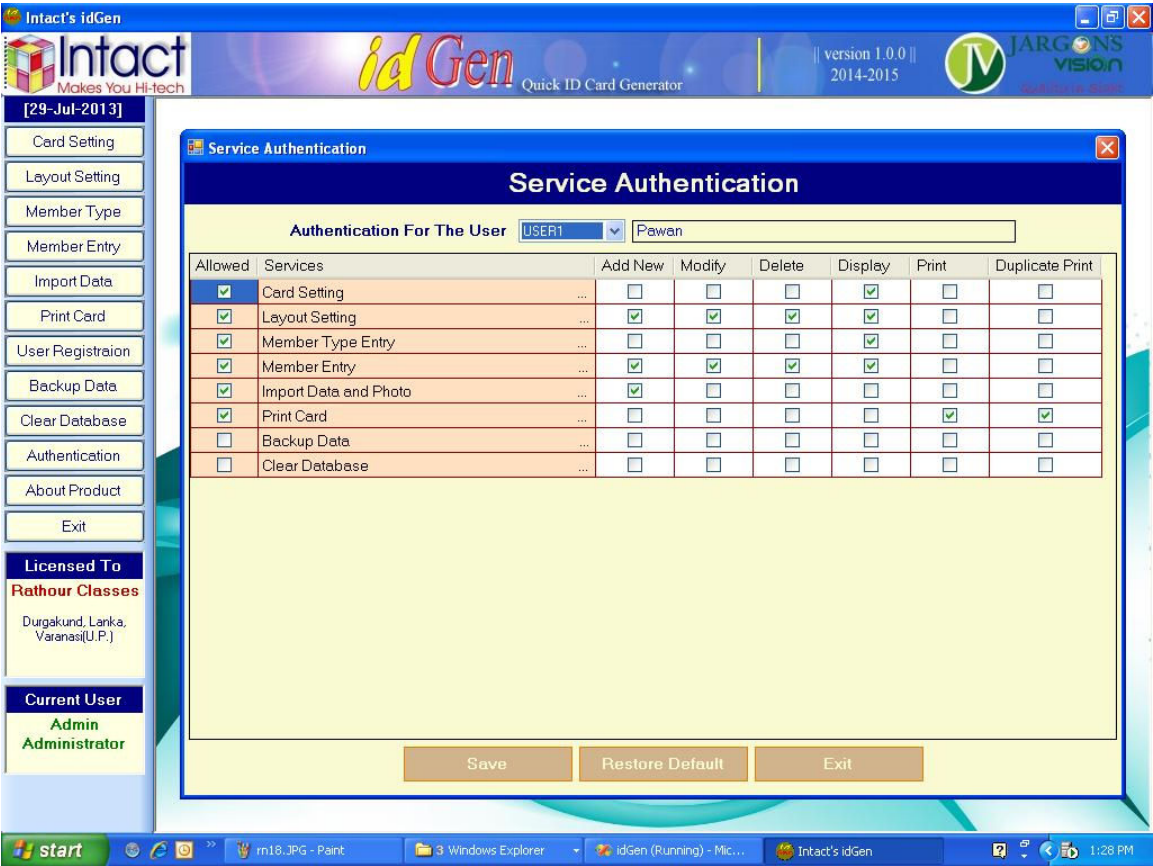 Intact's idGen
Intact
Makes You Hi-tech
id Gen Quick ID Card Generator
|| version 1.0.0 ||
2014-2015
JV
JARGONS
VISION
[29-Jul-2013]
Card Setting
Layout Setting
Member Type
Member Entry
Import Data
Print Card
User Registraion
Backup Data
Clear Database
Authentication
About Product
Exit
Licensed To
Rathour Classes
Durgakund, Lanka,
Varanasi(U.P.)
Current User
Admin
Administrator
Service Authentication
Service Authentication
Authentication For The User USER1 Pawan
Allowed Services Add New Modify Delete Display Print Duplicate Print
Card Setting ...
Layout Setting ...
Member Type Entry ...
Member Entry ...
Import Data and Photo ...
Print Card ...
Backup Data ...
Clear Database ...
Save Restore Default Exit
start rn18.JPG - Paint 3 Windows Explorer idGen (Running) - Mic... Intact's idGen 1:28 PM